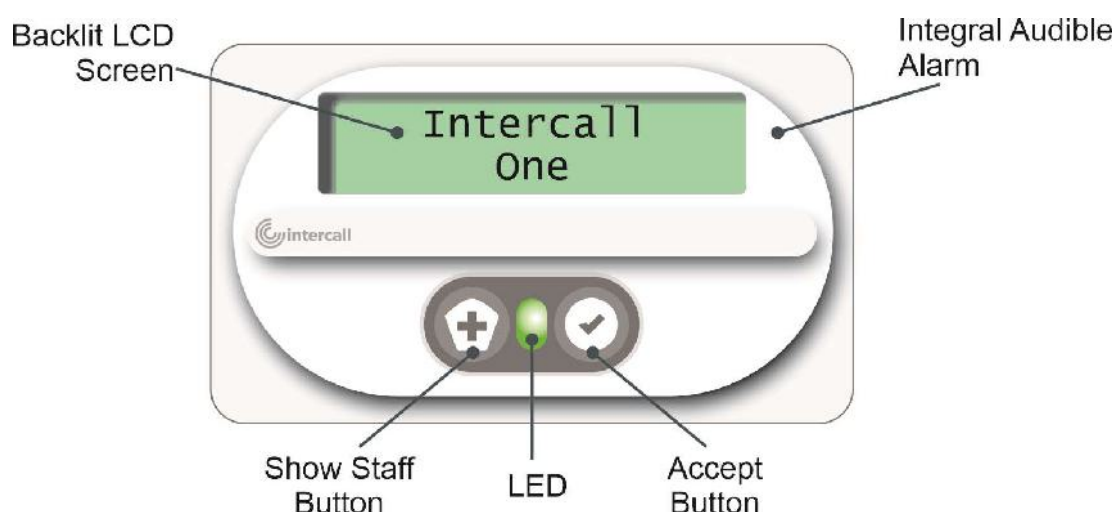 Backlit LCD
Screen
Integral Audible
Alarm
Intercall
One
intercall
Show Staff
Button
LED
Accept
Button